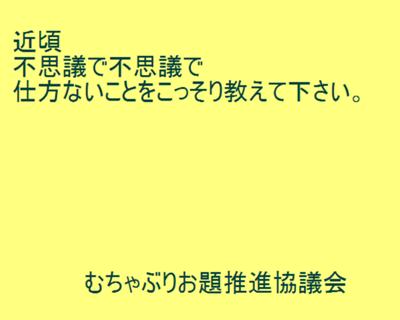 近頃
不思議で不思議で
仕方ないことをこっそり教えて下さい。
むちゃぶりお題推進協議会